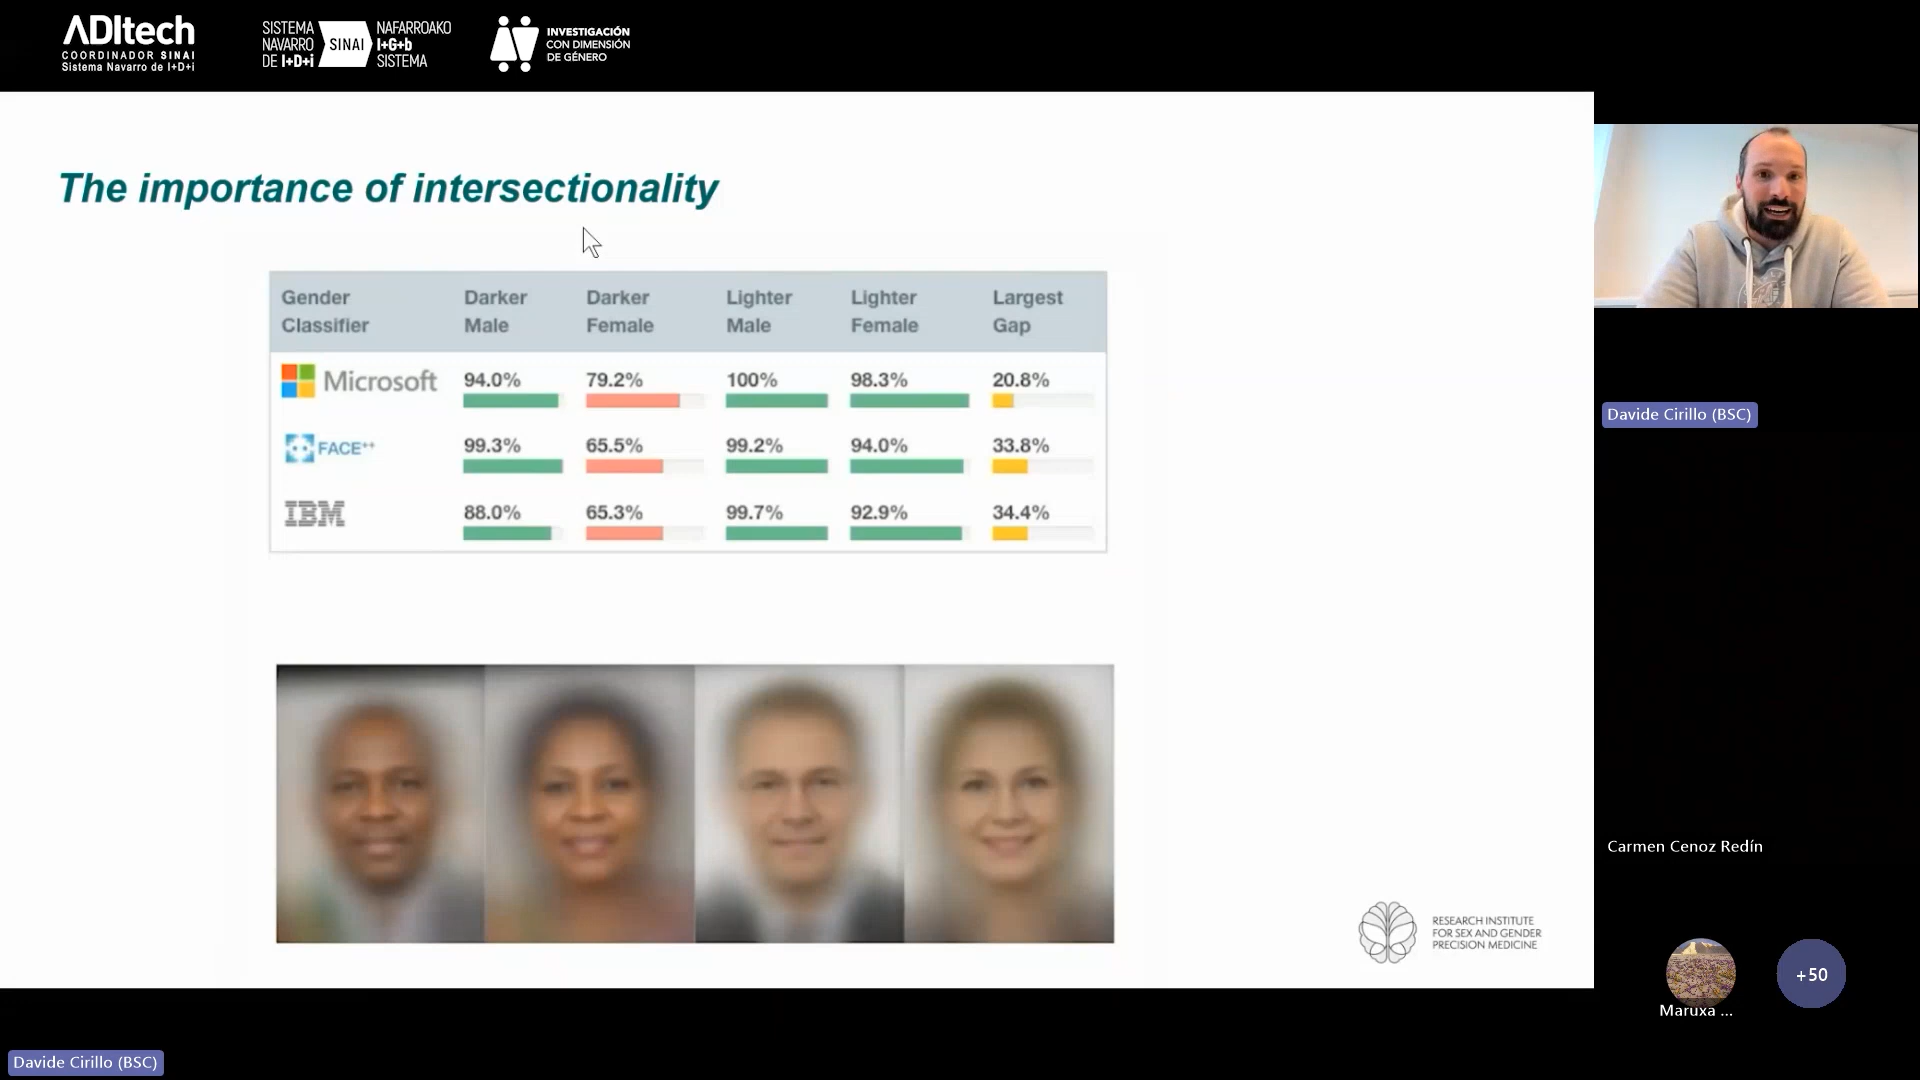 ADItech
COORDINADOR SINAI
Sistema Navarro de I+D+i
SISTEMA
NAVARRO
DE I+D+i
SINAI
NAFARROAKO
I+G+b
SISTEMA
INVESTIGACIÓN
CON DIMENSIÓN
DE GÉNERO
The importance of intersectionality
Gender Classifier Darker Male Darker Female Lighter Male Lighter Female Largest Gap
Microsoft 94.0% 79.2% 100% 98.3% 20.8%
FACE++ 99.3% 65.5% 99.2% 94.0% 33.8%
IBM 88.0% 65.3% 99.7% 92.9% 34.4%
RESEARCH INSTITUTE
FOR SEX AND GENDER
PRECISION MEDICINE
Davide Cirillo (BSC)
Carmen Cenoz Redín
+50
Maruxa ...
Davide Cirillo (BSC)